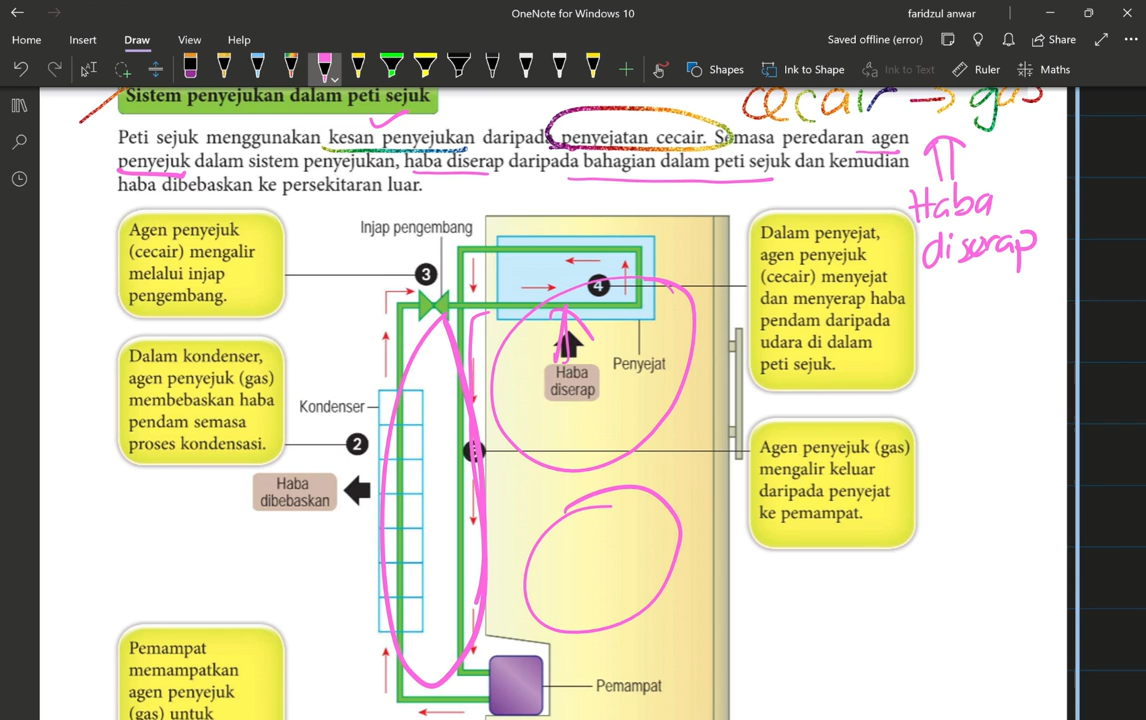 OneNote for Windows 10
faridzul anwar
Home
Insert
Draw
View
Help
Saved offline (error)
Share
Shapes
Ink to Shape
Ink to Text
Ruler
Maths
Sistem penyejukan dalam peti sejuk
cecair → gas
Peti sejuk menggunakan kesan penyejukan daripada penyejatan cecair. Semasa peredaran agen
penyejuk dalam sistem penyejukan, haba diserap daripada bahagian dalam peti sejuk dan kemudian
haba dibebaskan ke persekitaran luar.
Haba
diserap
Agen penyejuk
(cecair) mengalir
melalui injap
pengembang.
Injap pengembang
3
4
Dalam penyejat,
agen penyejuk
(cecair) menyejat
dan menyerap haba
pendam daripada
udara di dalam
peti sejuk.
Penyejat
Haba
diserap
Dalam kondenser,
agen penyejuk (gas)
membebaskan haba
pendam semasa
proses kondensasi.
Kondenser
2
Haba
dibebaskan
Agen penyejuk (gas)
mengalir keluar
daripada penyejat
ke pemampat.
Pemampat
memampatkan
agen penyejuk
(gas) untuk
Pemampat